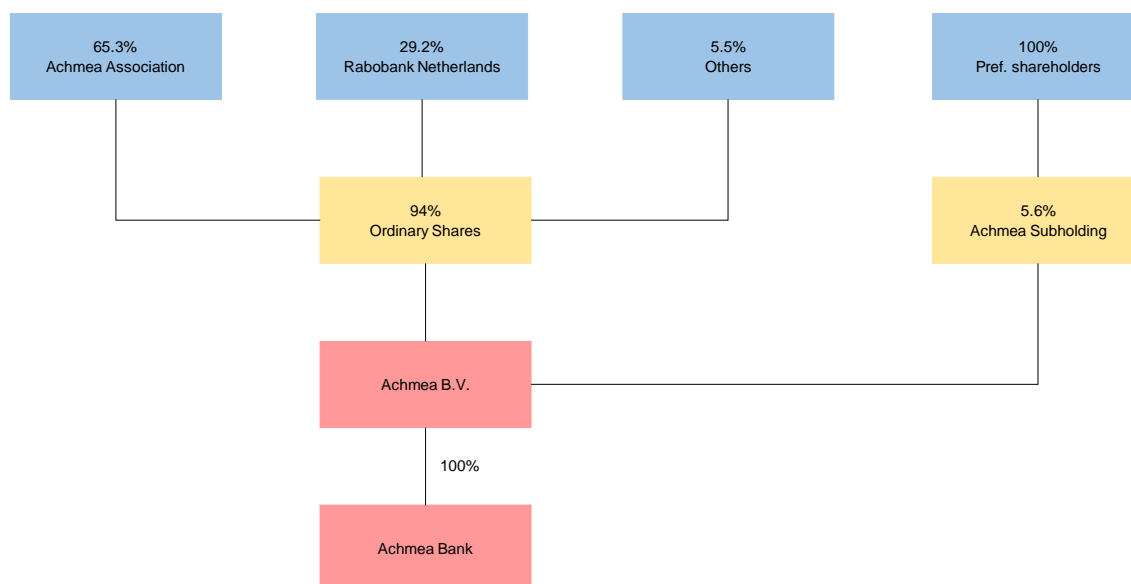 65.3%
Achmea Association
29.2%
Rabobank Netherlands
5.5%
Others
100%
Pref. shareholders
94%
Ordinary Shares
5.6%
Achmea Subholding
Achmea B.V.
100%
Achmea Bank